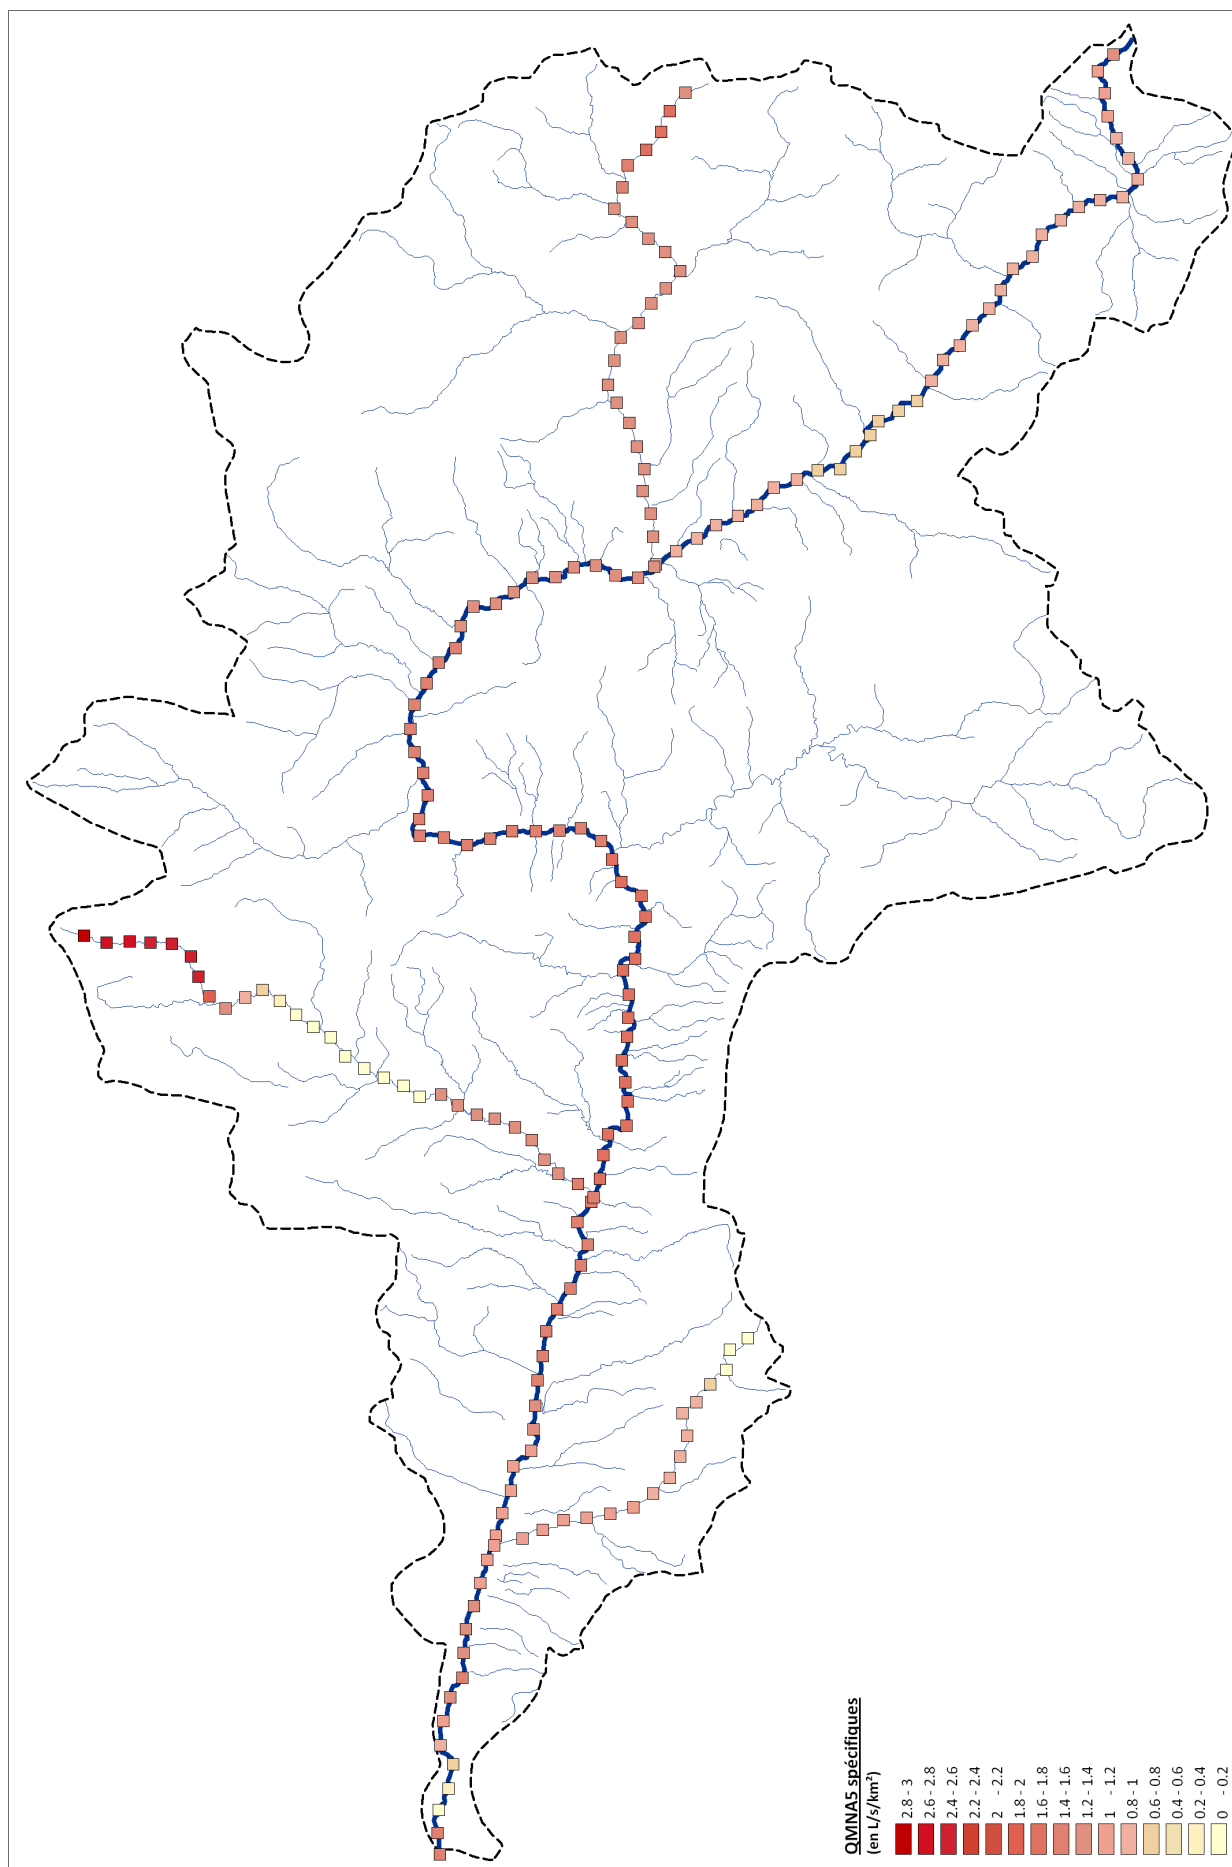 QMNA5 spécifiques
(en L/s/km²)
2.8 - 3
2.6 - 2.8
2.4 - 2.6
2.2 - 2.4
2 - 2.2
1.8 - 2
1.6 - 1.8
1.4 - 1.6
1.2 - 1.4
1 - 1.2
0.8 - 1
0.6 - 0.8
0.4 - 0.6
0.2 - 0.4
0 - 0.2